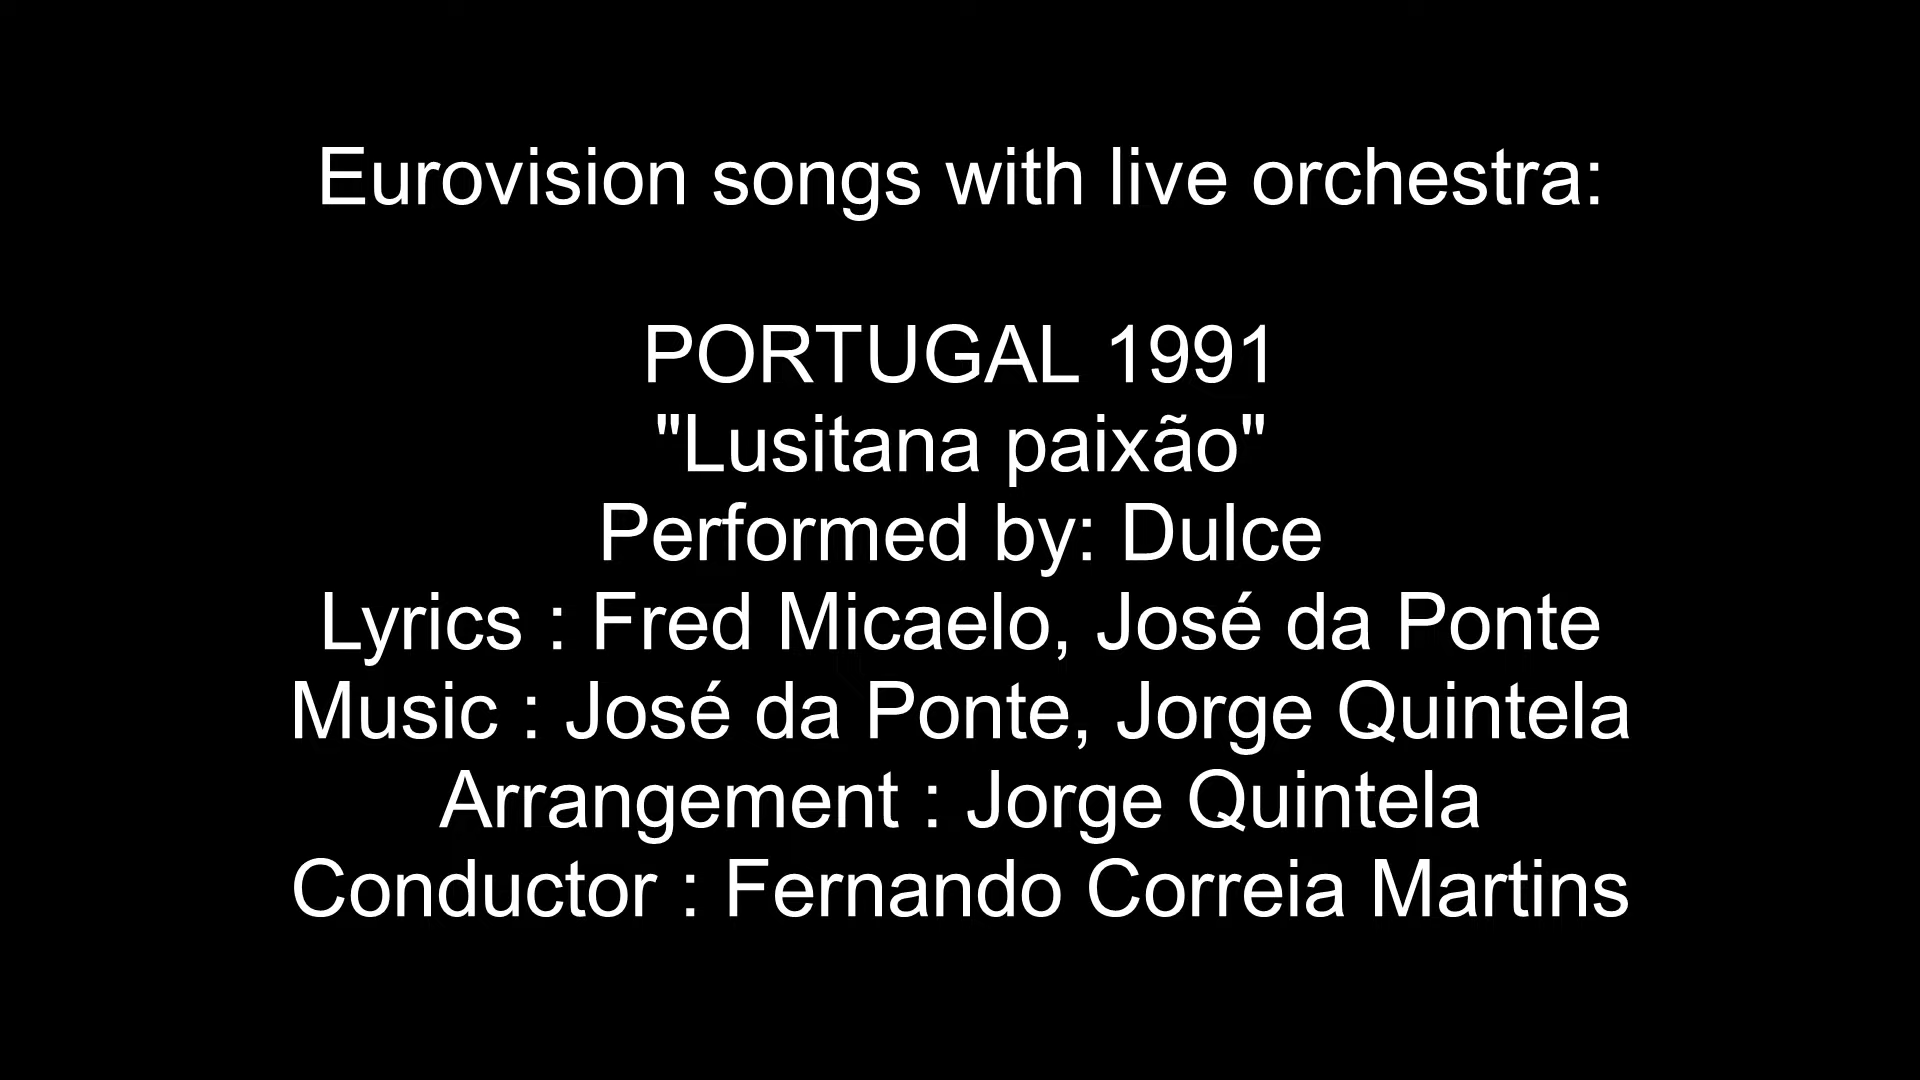 Eurovision songs with live orchestra:
PORTUGAL 1991
"Lusitana paixão"
Performed by: Dulce
Lyrics : Fred Micaelo, José da Ponte
Music : José da Ponte, Jorge Quintela
Arrangement : Jorge Quintela
Conductor : Fernando Correia Martins